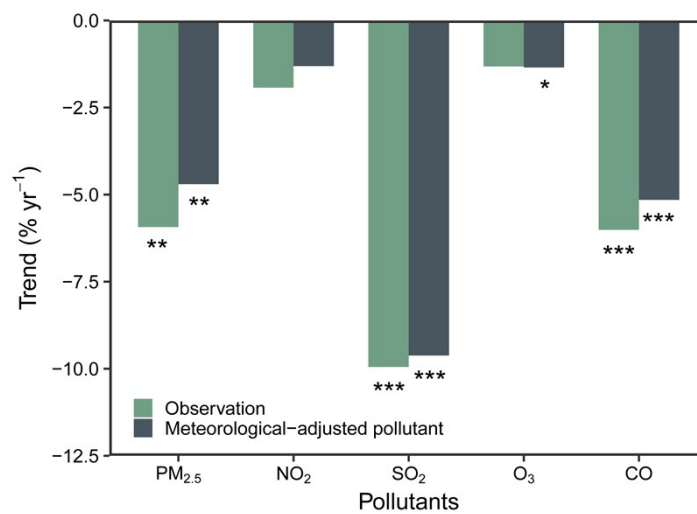 0.0
−2.5
−5.0
−7.5
−10.0
−12.5
Trend (% yr⁻¹)
**
**
***
***
*
***
***
Observation
Meteorological−adjusted pollutant
PM₂.₅ NO₂ SO₂ O₃ CO
Pollutants